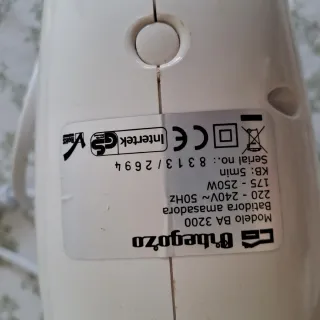 Orbegozo
Modelo BA 3200
Batidora amasadora
220 - 240V~ 50Hz
175 - 250W
KB: 5min
Serial no.: 8313/2694
CE
Intertek
GS